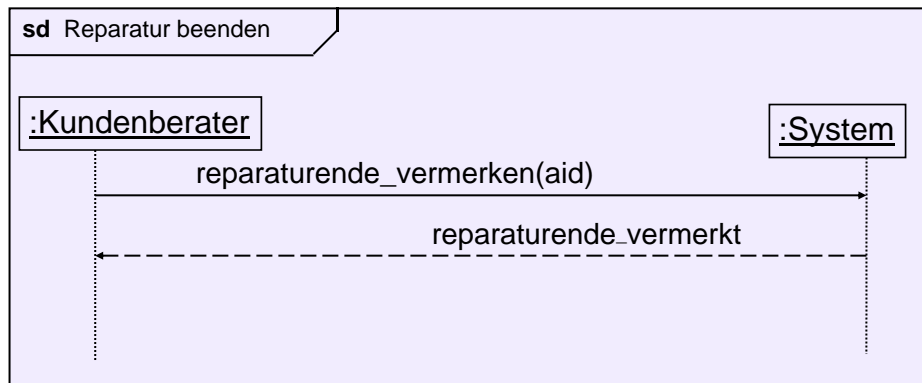 sd Reparatur beenden
:Kundenberater
:System
reparaturende_vermerken(aid)
reparaturende_vermerkt